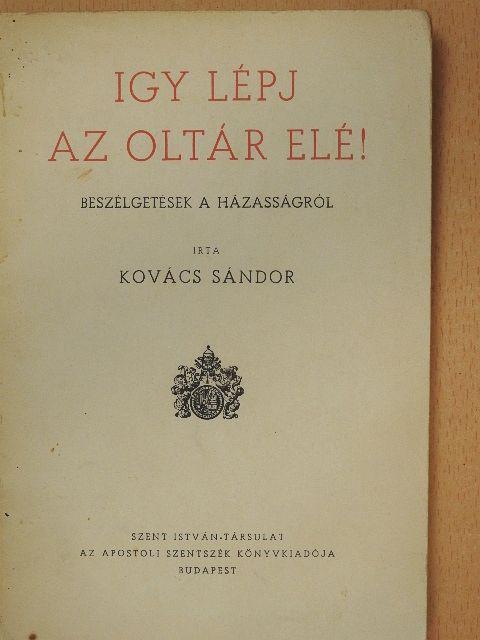 IGY LÉPJ
AZ OLTÁR ELÉ!
BESZÉLGETÉSEK A HÁZASSÁGRÓL
IRTA
KOVÁCS SÁNDOR
SZENT ISTVÁN-TÁRSULAT
AZ APOSTOLI SZENTSZÉK KÖNYVKIADÓJA
BUDAPEST